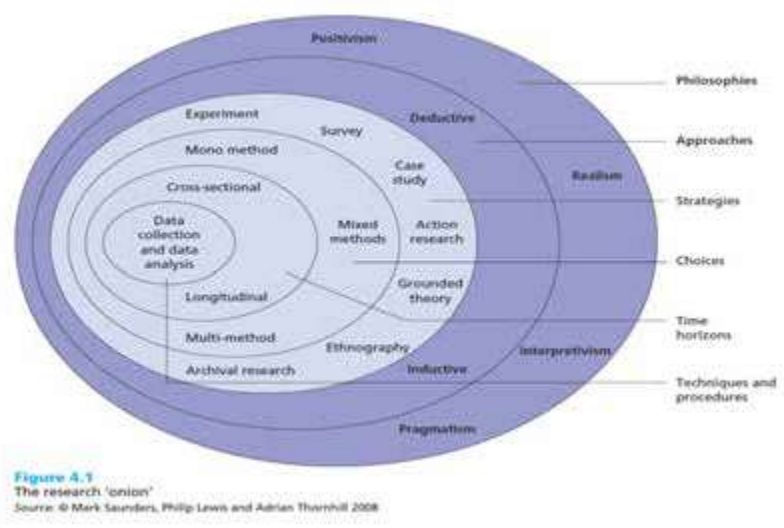 Positivism
Philosophies
Experiment
Deductive
Survey
Approaches
Mono method
Case
study
Realism
Cross-sectional
Strategies
Data
collection
and data
analysis
Mixed
methods
Action
research
Choices
Grounded
theory
Longitudinal
Time
horizons
Multi-method
Ethnography
Interpretivism
Archival research
Inductive
Techniques and
procedures
Pragmatism
Figure 4.1
The research 'onion'
Source: © Mark Saunders, Philip Lewis and Adrian Thornhill 2008